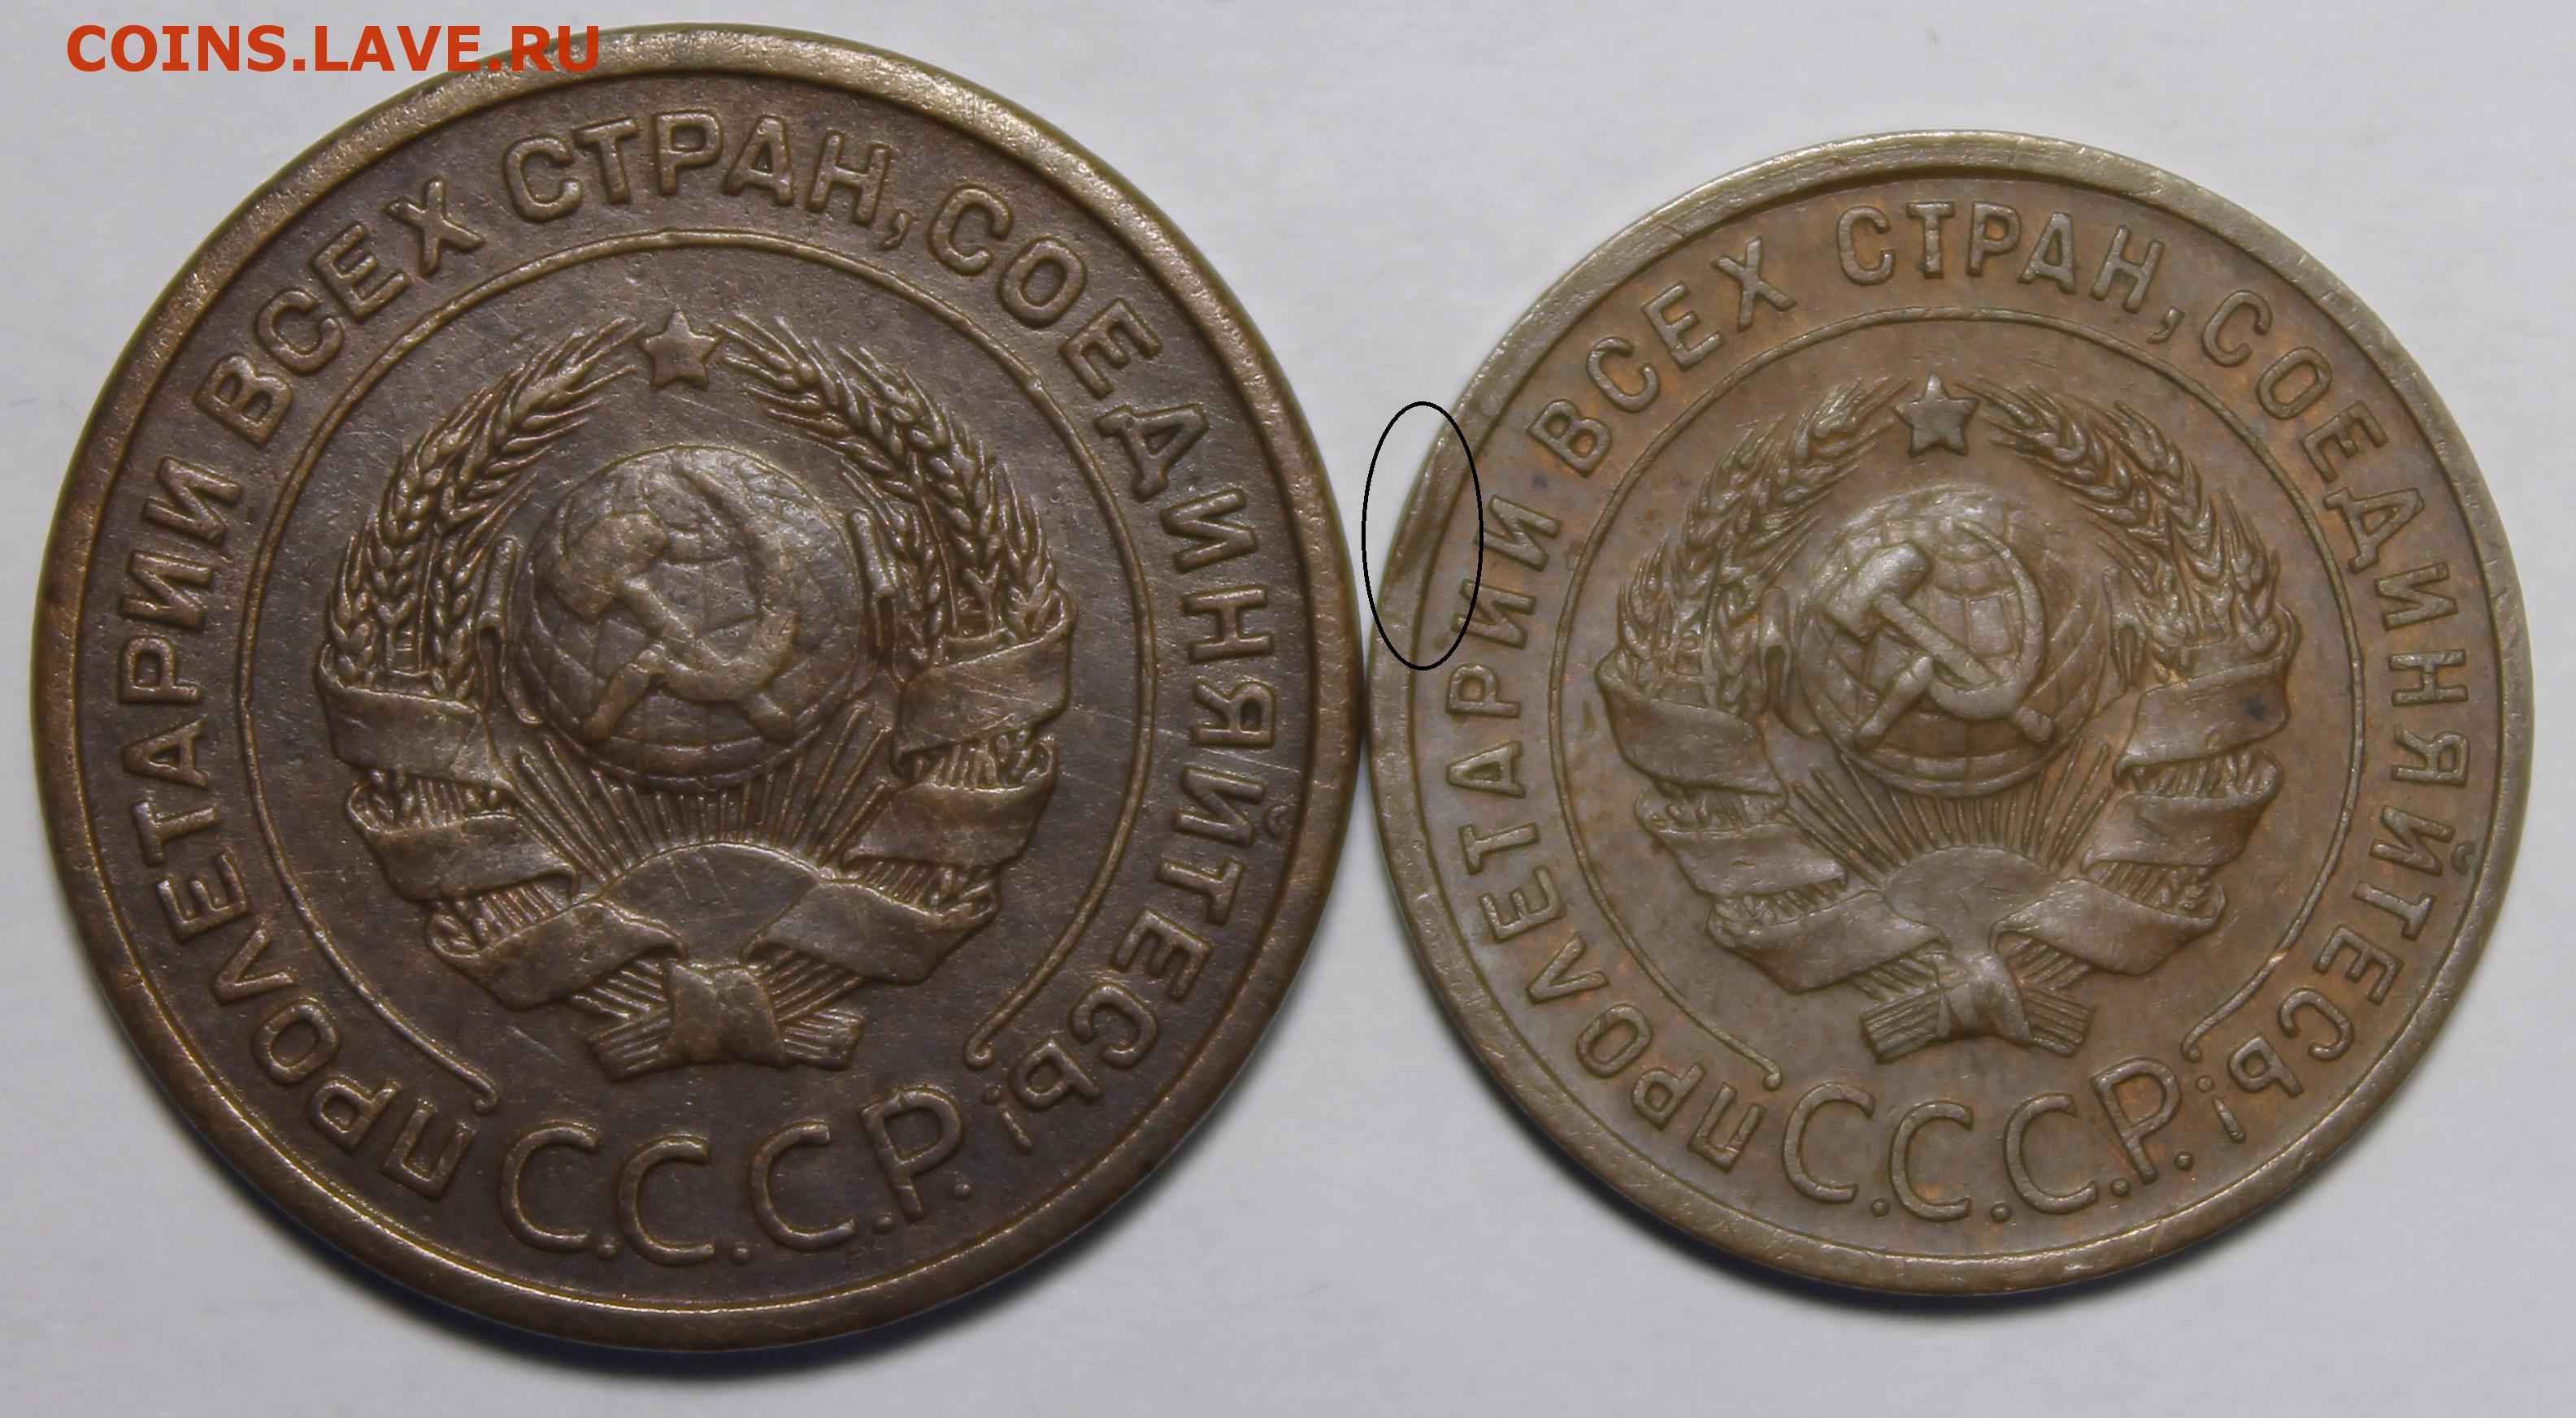 COINS.LAVE.RU
ПРОЛЕТАРИИ ВСЕХ СТРАН, СОЕДИНЯЙТЕСЬ!
С.С.С.Р.
ПРОЛЕТАРИИ ВСЕХ СТРАН, СОЕДИНЯЙТЕСЬ!
С.С.С.Р.